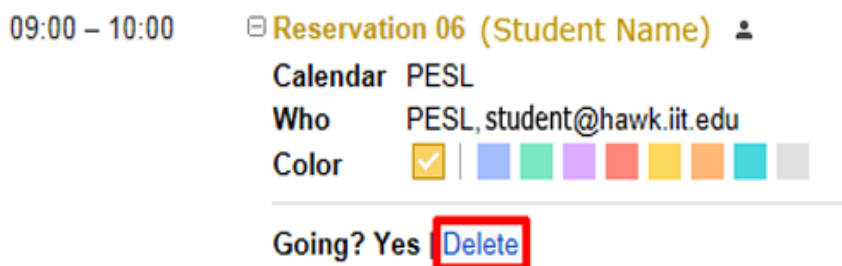 09:00 – 10:00 Reservation 06 (Student Name)
Calendar PESL
Who PESL, student@hawk.iit.edu
Color
Going? Yes | Delete